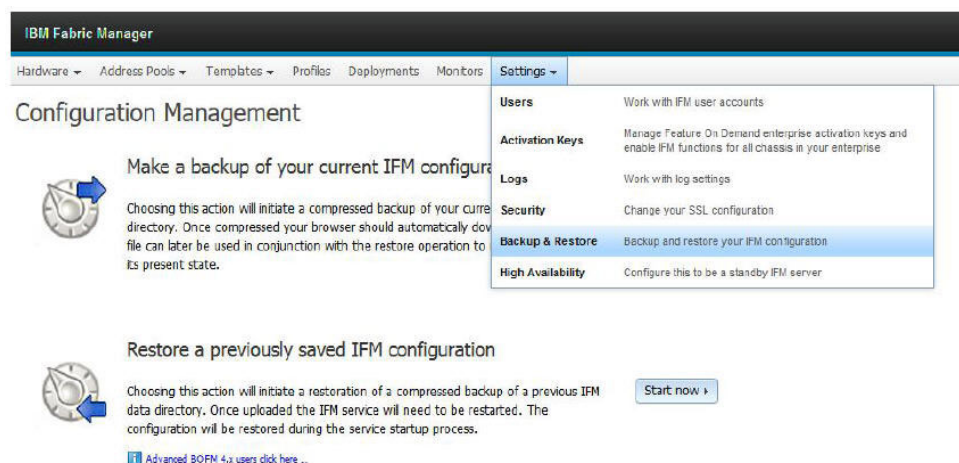 IBM Fabric Manager
Hardware Address Pools Templates Profiles Deployments Monitors Settings
Configuration Management
Users Work with IFM user accounts
Activation Keys Manage Feature On Demand enterprise activation keys and
enable IFM functions for all chassis in your enterprise
Logs Work with log settings
Security Change your SSL configuration
Backup & Restore Backup and restore your IFM configuration
High Availability Configure this to be a standby IFM server
Make a backup of your current IFM
Choosing this action will initiate a compressed backup of your
directory. Once compressed your browser should automatically
file can later be used in conjunction with the restore operation to
its present state.
Restore a previously saved IFM configuration
Choosing this action will initiate a restoration of a compressed backup of a previous IFM
data directory. Once uploaded the IFM service will need to be restarted. The
configuration will be restored during the service startup process.
Start now
Advanced BOFM 4.x users click here ...